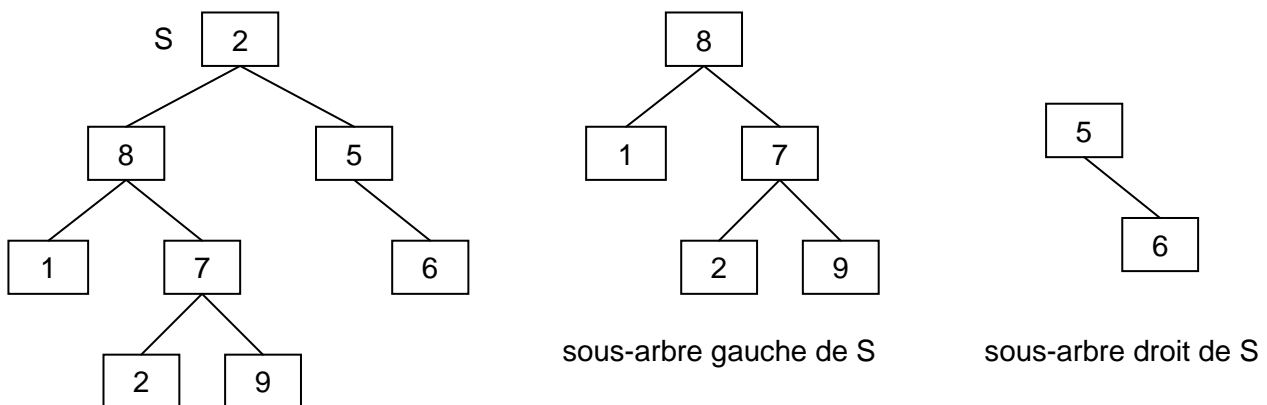 S 2 8
8 5 1 7 5
1 7 6 2 9 6
2 9
sous-arbre gauche de S sous-arbre droit de S